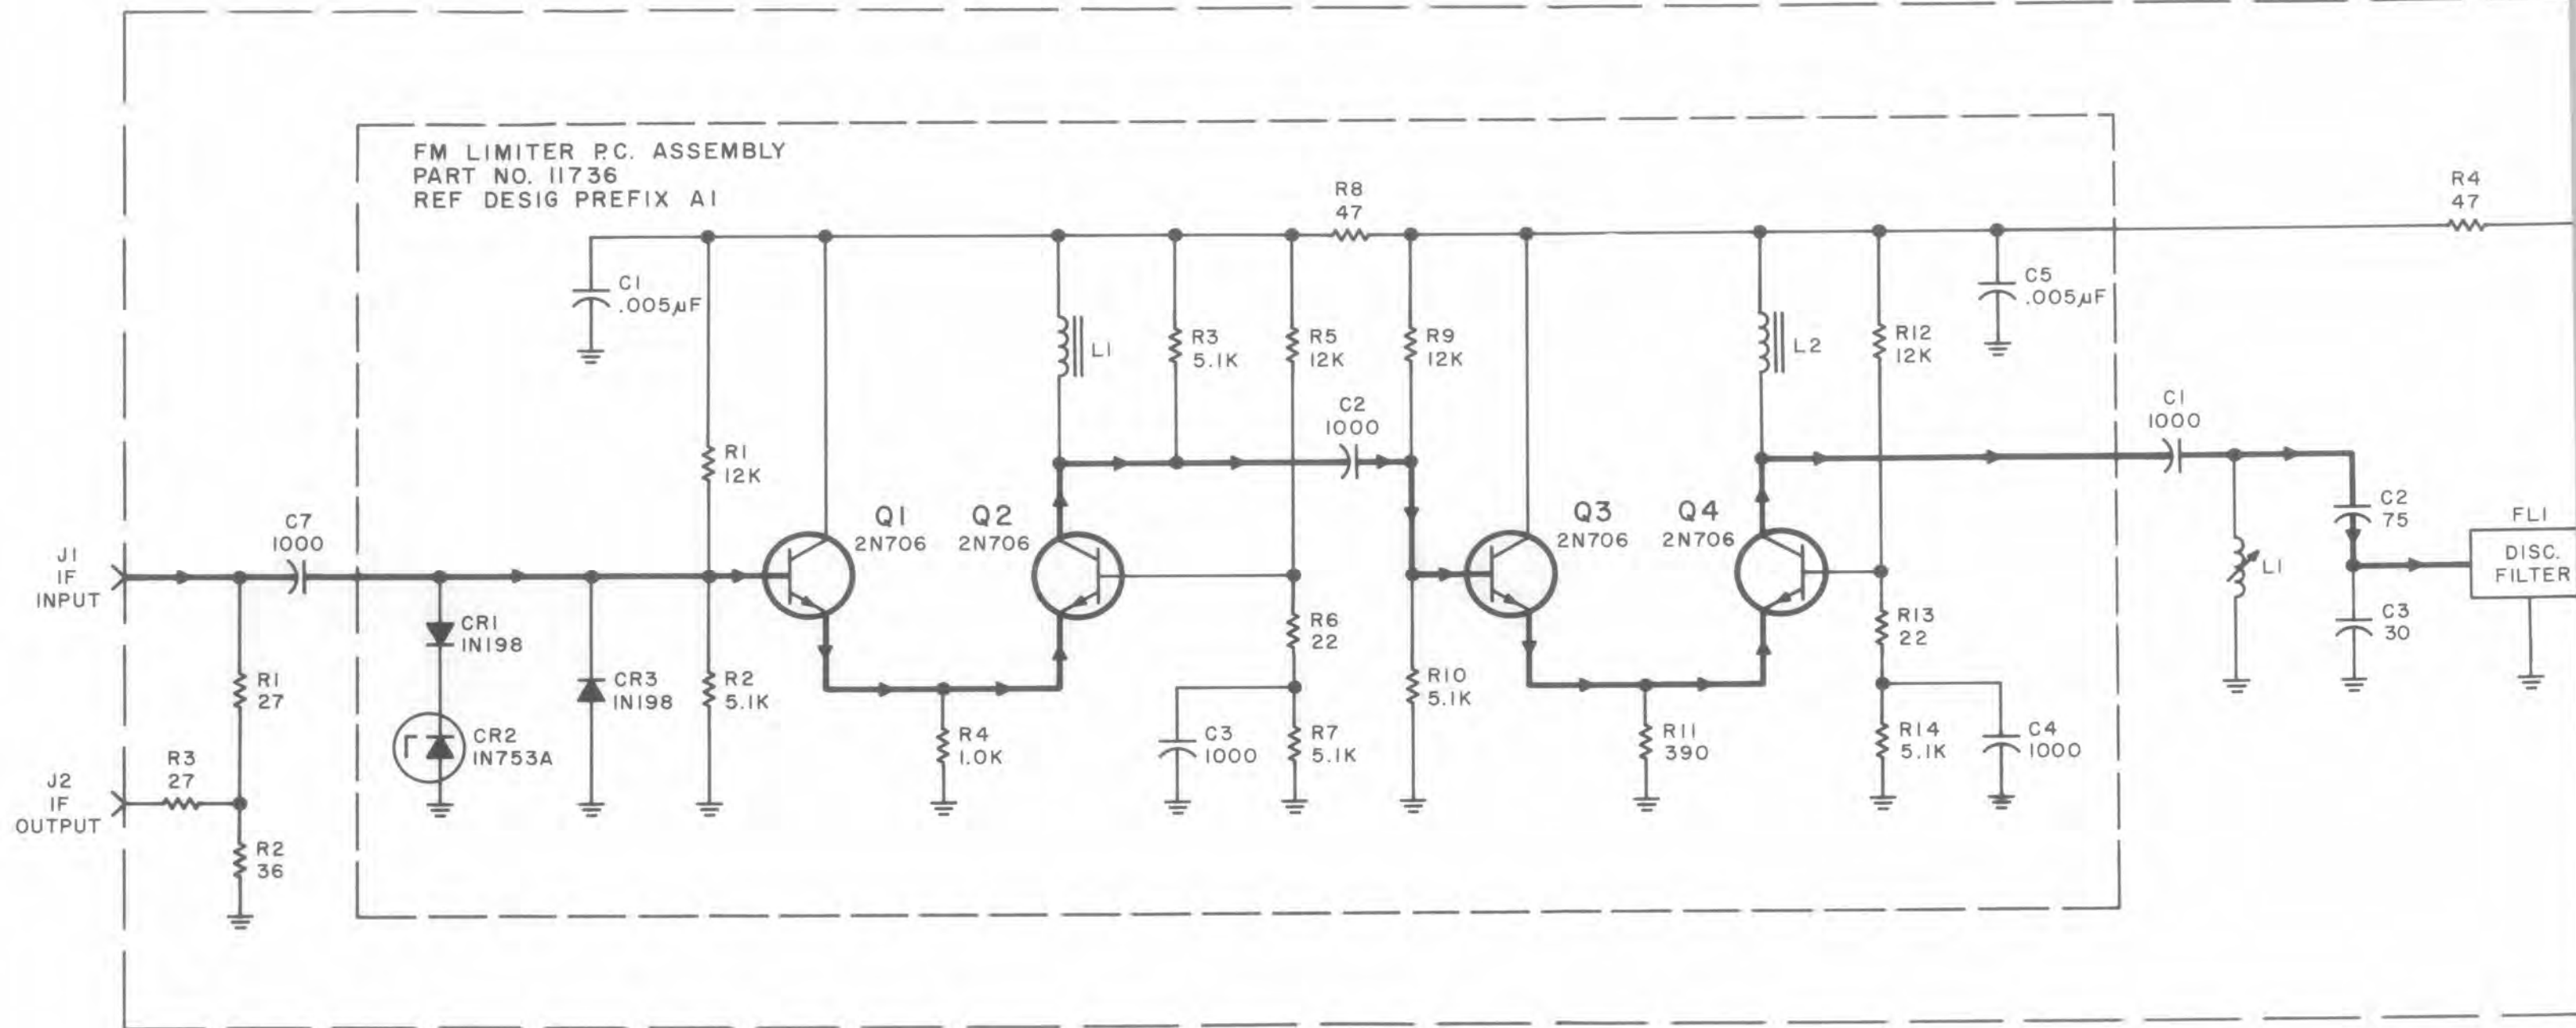 FM LIMITER P.C. ASSEMBLY
PART NO. 11736
REF DESIG PREFIX A1
R8
47
R4
47
C1
.005µF
L1
R3
5.1K
R5
12K
R9
12K
L2
R12
12K
C5
.005µF
R1
12K
C2
1000
C1
1000
Q1
2N706
Q2
2N706
Q3
2N706
Q4
2N706
C2
75
FL1
DISC.
FILTER
L1
C3
30
J1
IF
INPUT
C7
1000
CR1
1N198
CR3
1N198
R2
5.1K
R6
22
R13
22
R1
27
CR2
1N753A
R4
1.0K
C3
1000
R7
5.1K
R10
5.1K
R11
390
R14
5.1K
C4
1000
R3
27
J2
IF
OUTPUT
R2
36